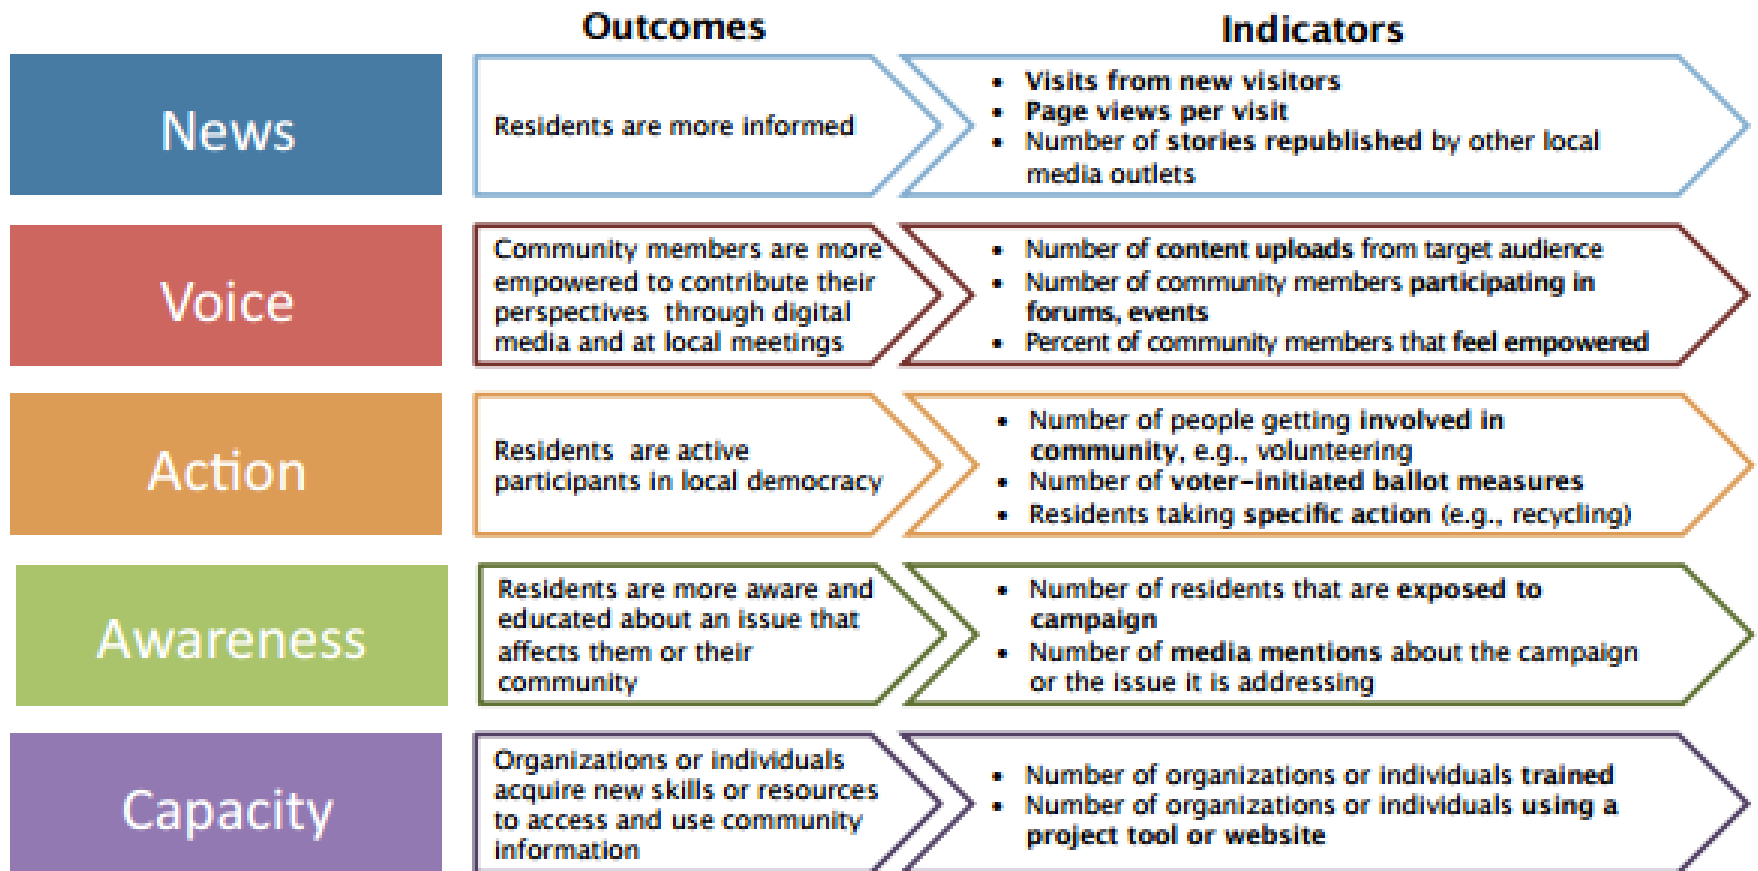 Outcomes
Indicators
News
Residents are more informed
• Visits from new visitors
• Page views per visit
• Number of stories republished by other local
media outlets
Voice
Community members are more
empowered to contribute their
perspectives through digital
media and at local meetings
• Number of content uploads from target audience
• Number of community members participating in
forums, events
• Percent of community members that feel empowered
Action
Residents are active
participants in local democracy
• Number of people getting involved in
community, e.g., volunteering
• Number of voter-initiated ballot measures
• Residents taking specific action (e.g., recycling)
Awareness
Residents are more aware and
educated about an issue that
affects them or their
community
• Number of residents that are exposed to
campaign
• Number of media mentions about the campaign
or the issue it is addressing
Capacity
Organizations or individuals
acquire new skills or resources
to access and use community
information
• Number of organizations or individuals trained
• Number of organizations or individuals using a
project tool or website